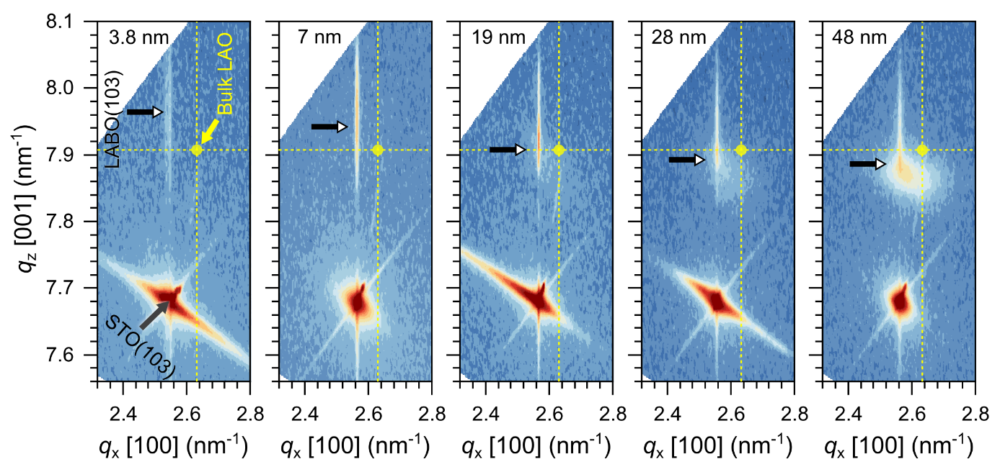 3.8 nm
7 nm
19 nm
28 nm
48 nm
8.1
8.0
7.9
7.8
7.7
7.6
qz [001] (nm-1)
LABO(103)
Bulk LAO
STO(103)
2.4 2.6 2.8
2.4 2.6 2.8
2.4 2.6 2.8
2.4 2.6 2.8
2.4 2.6 2.8
qx [100] (nm-1)
qx [100] (nm-1)
qx [100] (nm-1)
qx [100] (nm-1)
qx [100] (nm-1)